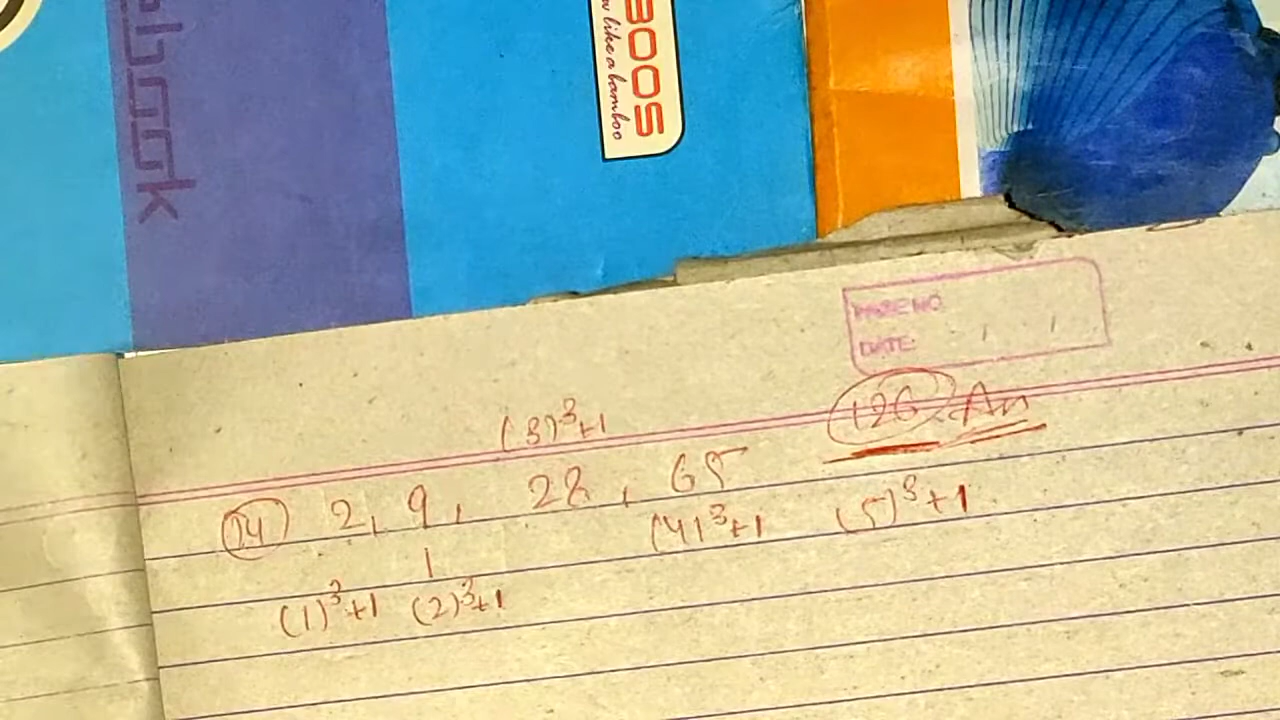 BOOS
w like a bamboo
PAGE NO
DATE: / /
(3)³+1
126 An
(14) 2, 9, 28, 65
(4)³+1 (5)³+1
(1)³+1 (2)³+1